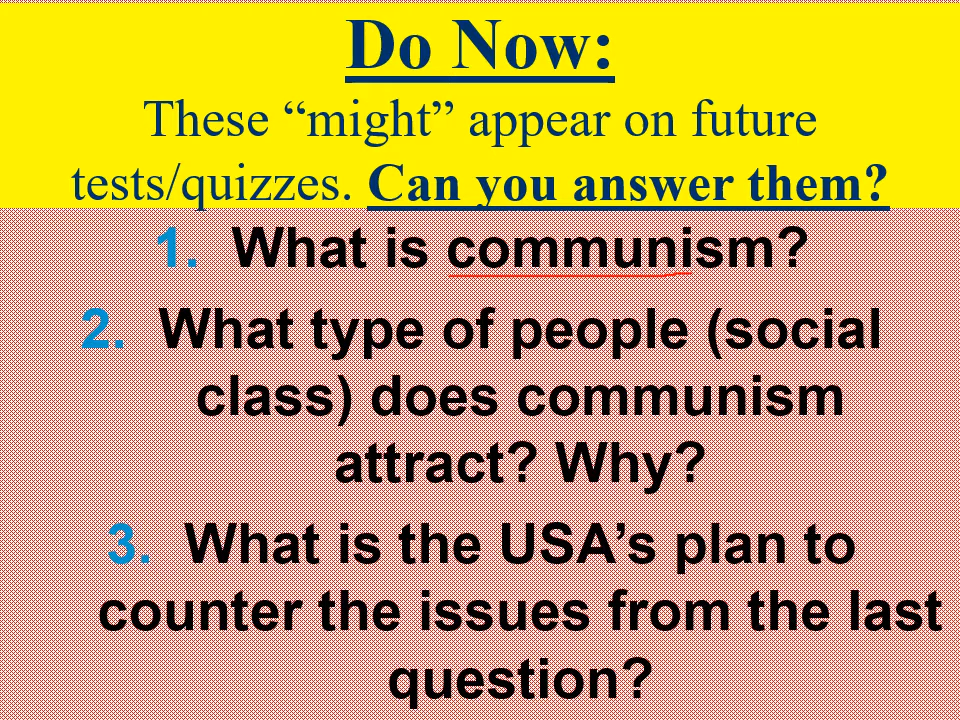 Do Now:
These “might” appear on future
tests/quizzes. Can you answer them?
1. What is communism?
2. What type of people (social
class) does communism
attract? Why?
3. What is the USA’s plan to
counter the issues from the last
question?